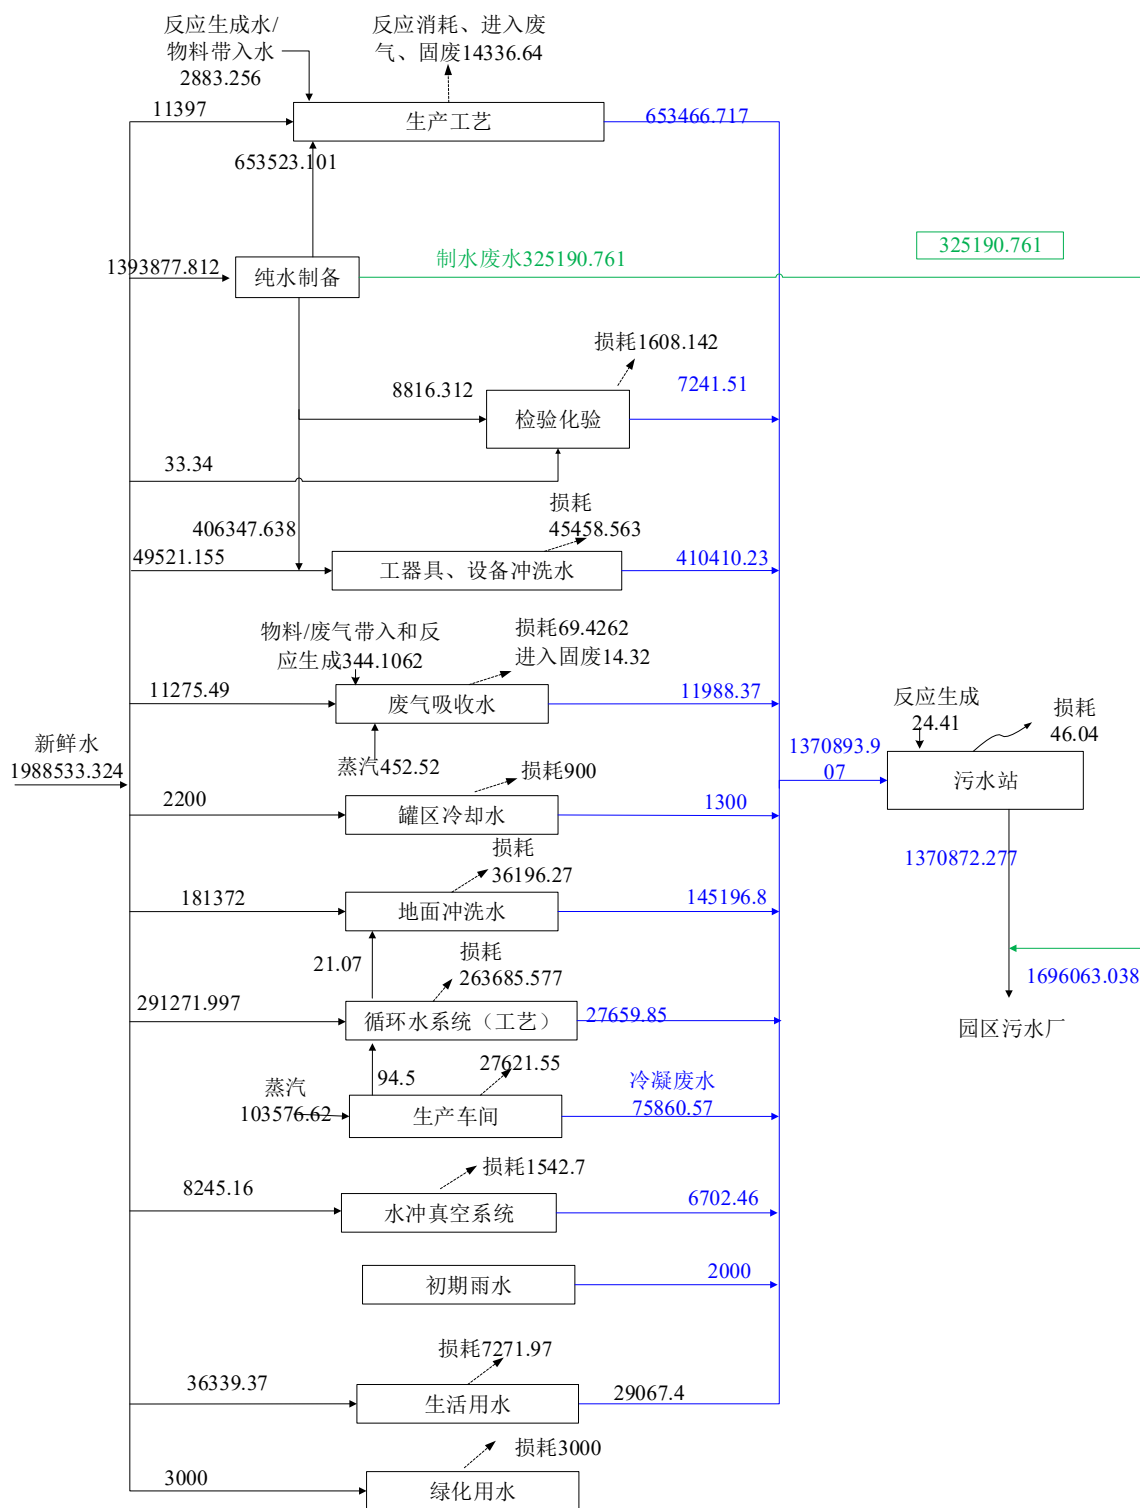 反应生成水/
物料带入水
2883.256
反应消耗、进入废
气、固废14336.64
11397
生产工艺
653466.717
653523.101
1393877.812
纯水制备
制水废水325190.761
325190.761
损耗1608.142
8816.312
检验化验
7241.51
33.34
406347.638
损耗
45458.563
49521.155
工器具、设备冲洗水
410410.23
物料/废气带入和反
应生成344.1062
损耗69.4262
进入固废14.32
11275.49
废气吸收水
11988.37
蒸汽452.52
新鲜水
1988533.324
反应生成
24.41
损耗
46.04
1370893.9
07
污水站
损耗900
2200
罐区冷却水
1300
1370872.277
损耗
36196.27
181372
地面冲洗水
145196.8
21.07
损耗
263685.577
291271.997
循环水系统（工艺）
27659.85
1696063.038
园区污水厂
94.5
27621.55
蒸汽
103576.62
生产车间
冷凝废水
75860.57
损耗1542.7
8245.16
水冲真空系统
6702.46
初期雨水
2000
损耗7271.97
36339.37
生活用水
29067.4
损耗3000
3000
绿化用水